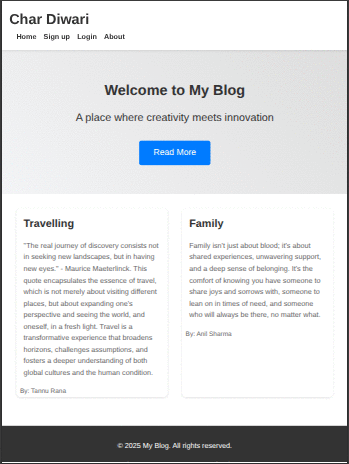 Char Diwari
Home Sign up Login About
Welcome to My Blog
A place where creativity meets innovation
Read More
Travelling
"The real journey of discovery consists not
in seeking new landscapes, but in having
new eyes." - Maurice Maeterlinck. This
quote encapsulates the essence of travel,
which is not merely about visiting different
places, but about expanding one's
perspective and seeing the world, and
oneself, in a fresh light. Travel is a
transformative experience that broadens
horizons, challenges assumptions, and
fosters a deeper understanding of both
global cultures and the human condition.
By: Tannu Rana
Family
Family isn't just about blood; it's about
shared experiences, unwavering support,
and a deep sense of belonging. It's the
comfort of knowing you have someone to
share joys and sorrows with, someone to
lean on in times of need, and someone
who will always be there, no matter what.
By: Anil Sharma
© 2025 My Blog. All rights reserved.